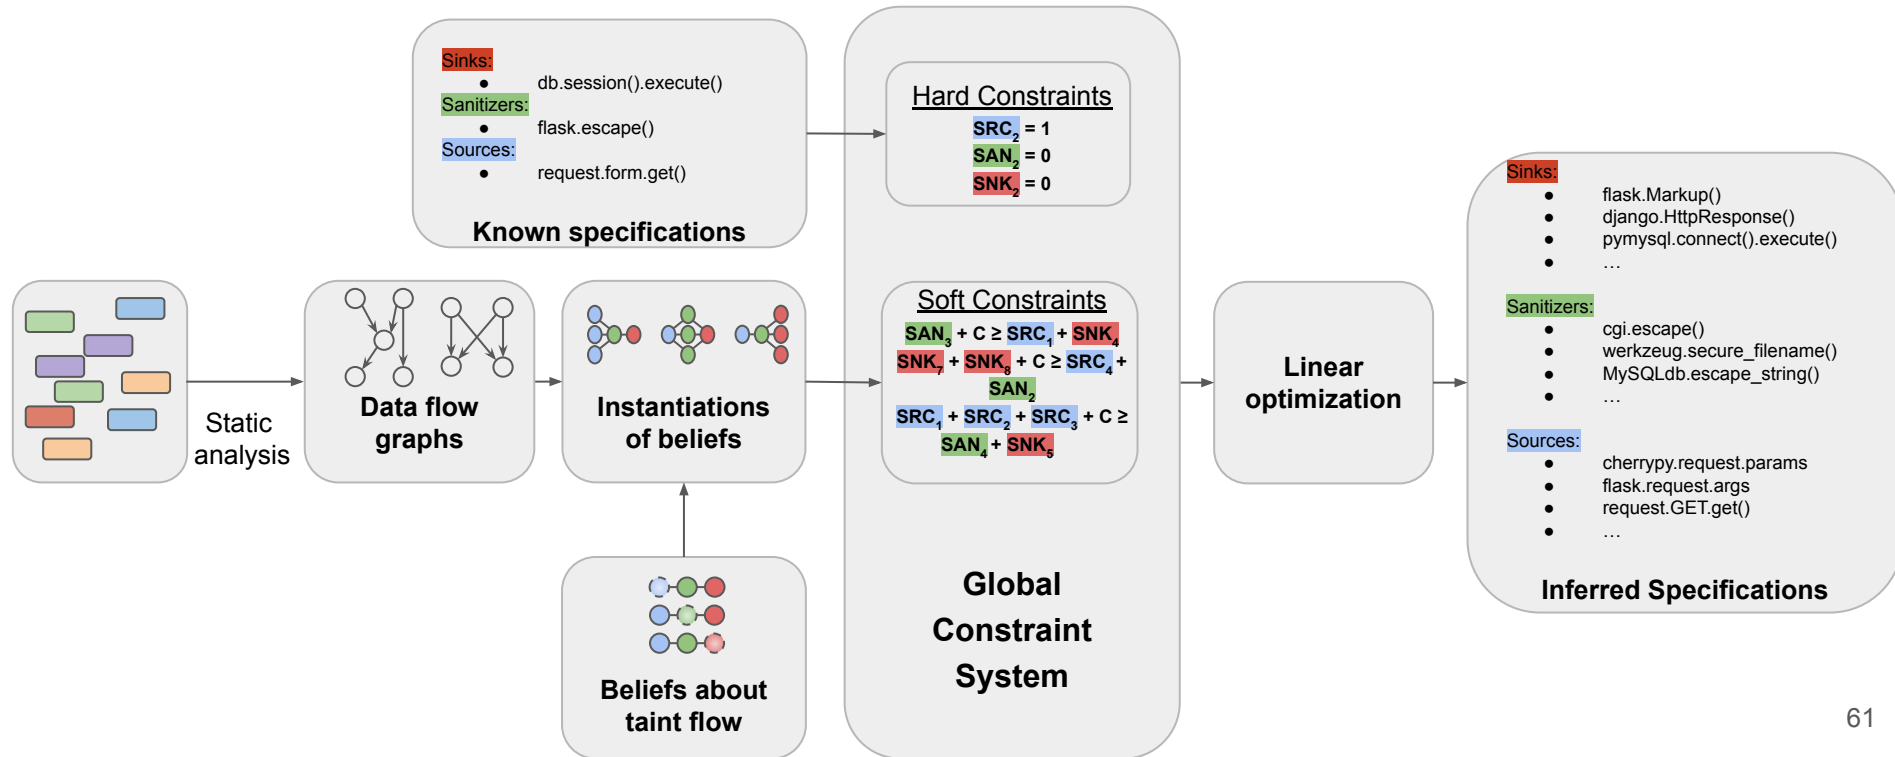 Sinks:
● db.session().execute()
Sanitizers:
● flask.escape()
Sources:
● request.form.get()
Known specifications
Hard Constraints
SRC₂ = 1
SAN₂ = 0
SNK₂ = 0
Static
analysis
Data flow
graphs
Instantiations
of beliefs
Beliefs about
taint flow
Soft Constraints
SAN₃ + C ≥ SRC₁ + SNK₄
SNK₇ + SNK₈ + C ≥ SRC₄ +
SAN₂
SRC₁ + SRC₂ + SRC₃ + C ≥
SAN₄ + SNK₅
Global
Constraint
System
Linear
optimization
Sinks:
● flask.Markup()
● django.HttpResponse()
● pymysql.connect().execute()
● …
Sanitizers:
● cgi.escape()
● werkzeug.secure_filename()
● MySQLdb.escape_string()
● …
Sources:
● cherrypy.request.params
● flask.request.args
● request.GET.get()
● …
Inferred Specifications
61